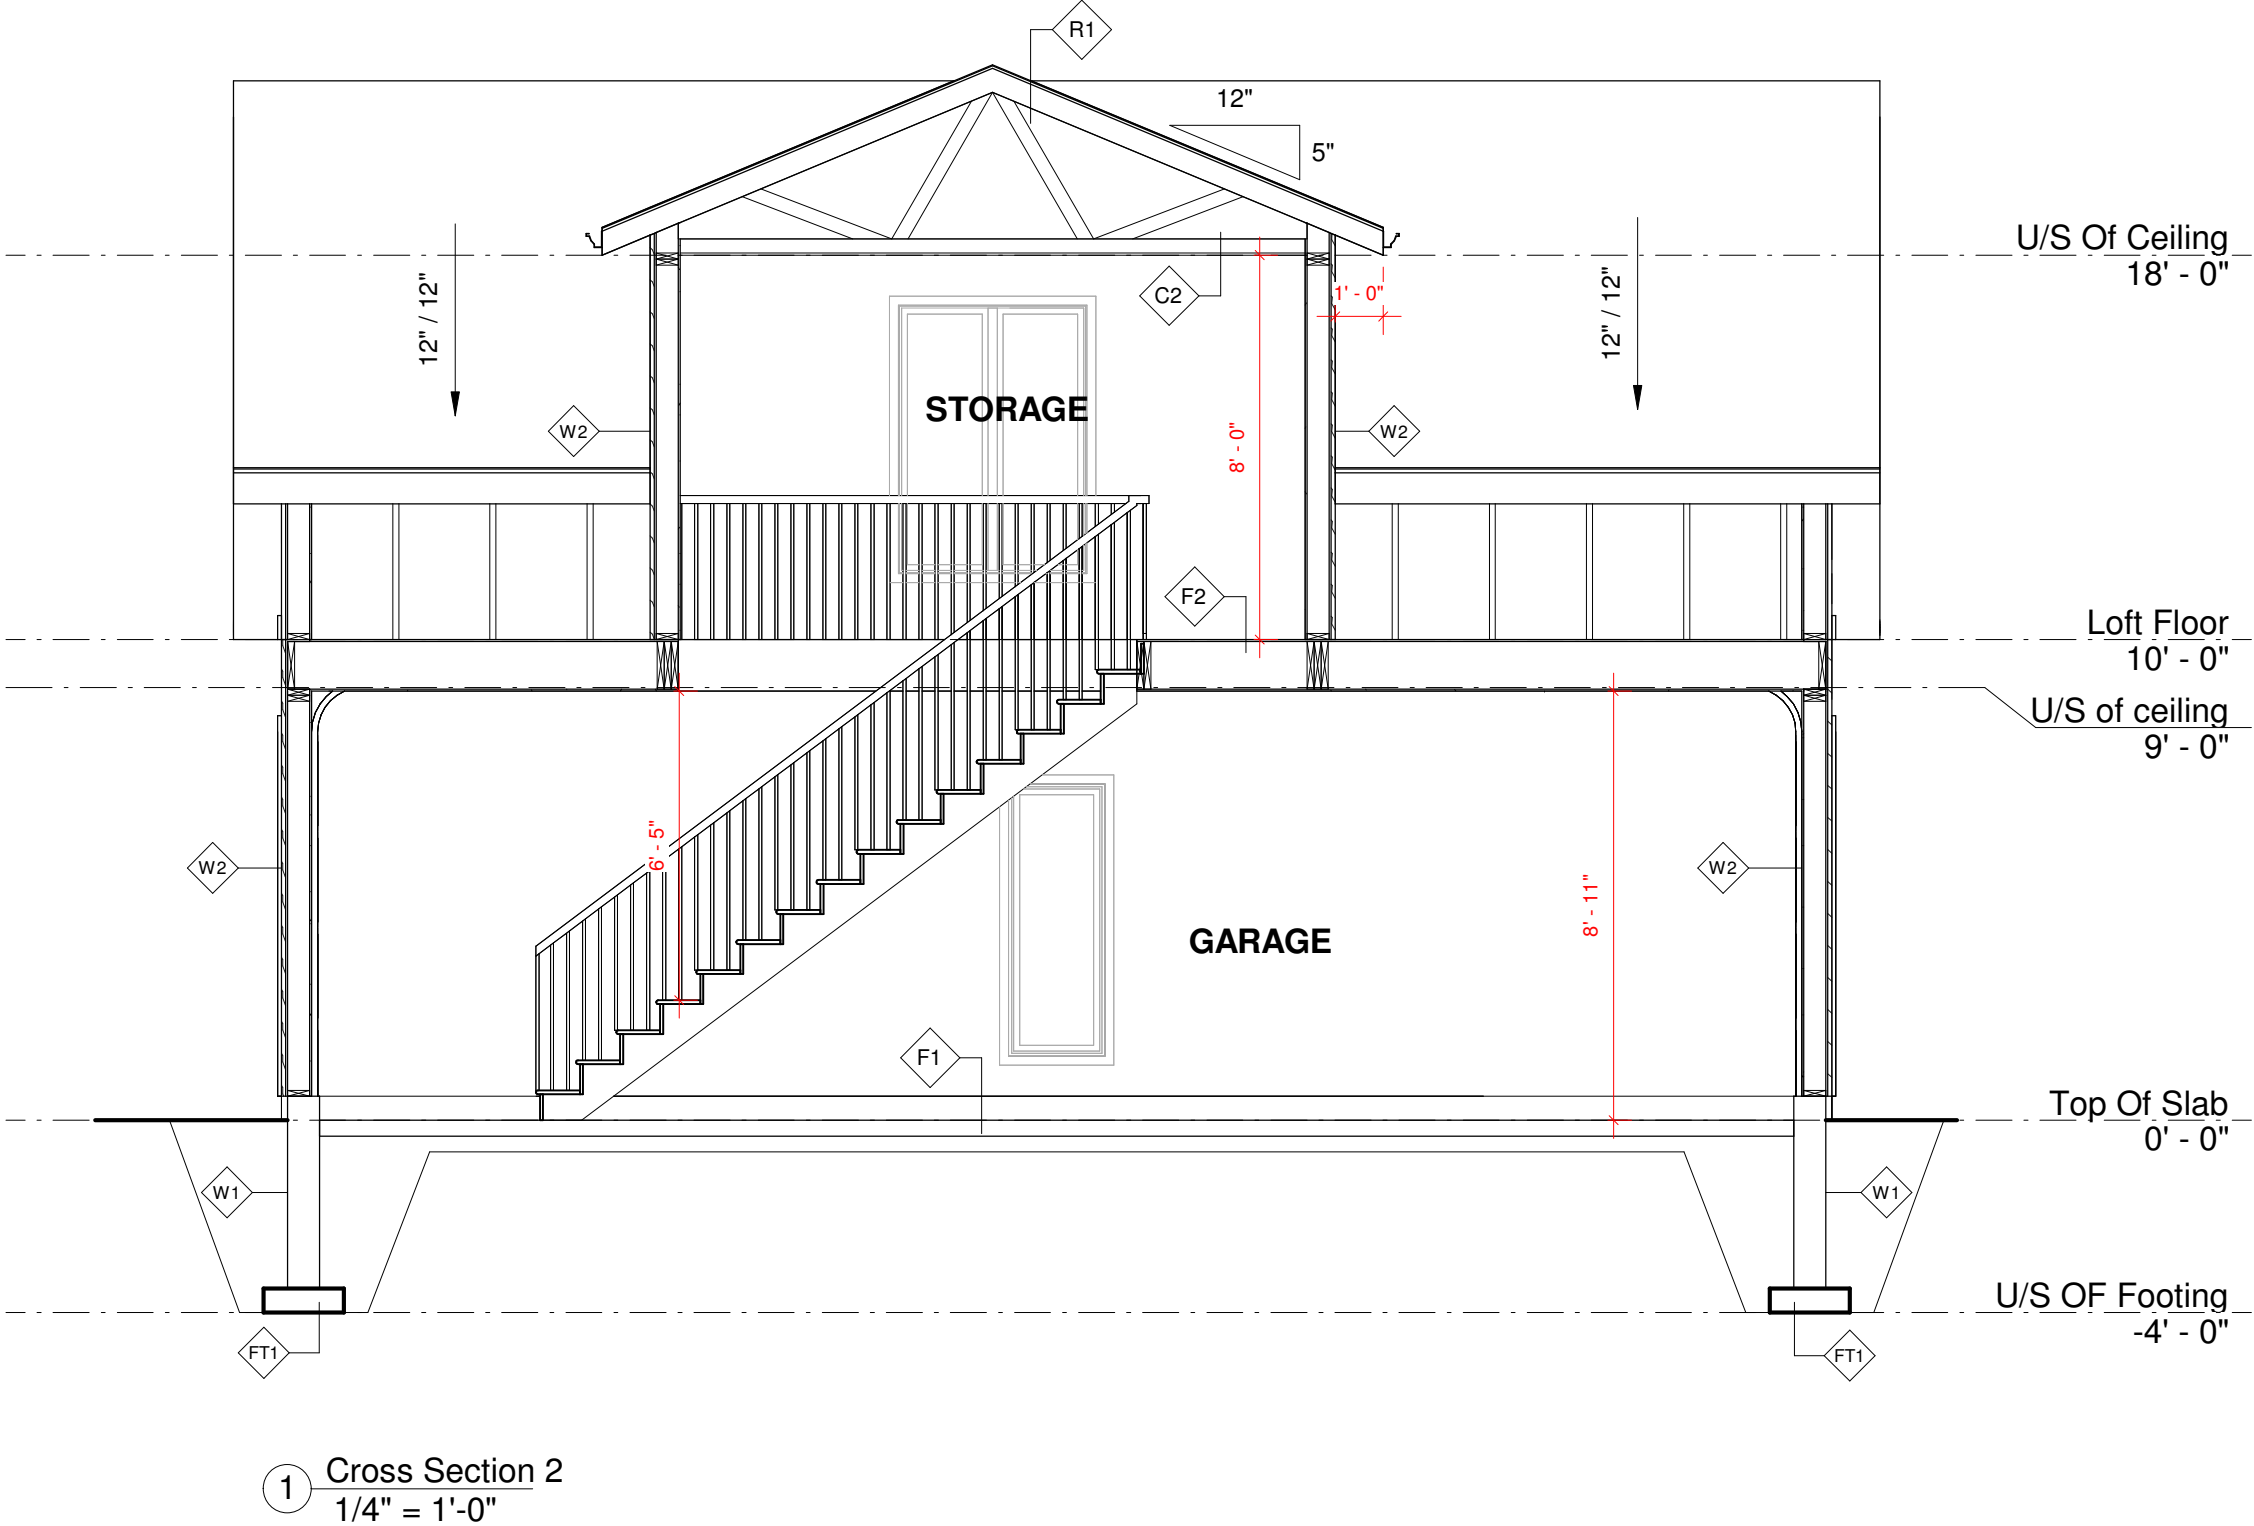 R1
12"
5"
U/S Of Ceiling
18' - 0"
12" / 12"
C2
1' - 0"
12" / 12"
STORAGE
W2
8' - 0"
W2
F2
Loft Floor
10' - 0"
U/S of ceiling
9' - 0"
6' - 5"
W2
W2
8' - 11"
GARAGE
F1
Top Of Slab
0' - 0"
W1
W1
U/S OF Footing
-4' - 0"
FT1
FT1
1
Cross Section 2
1/4" = 1'-0"